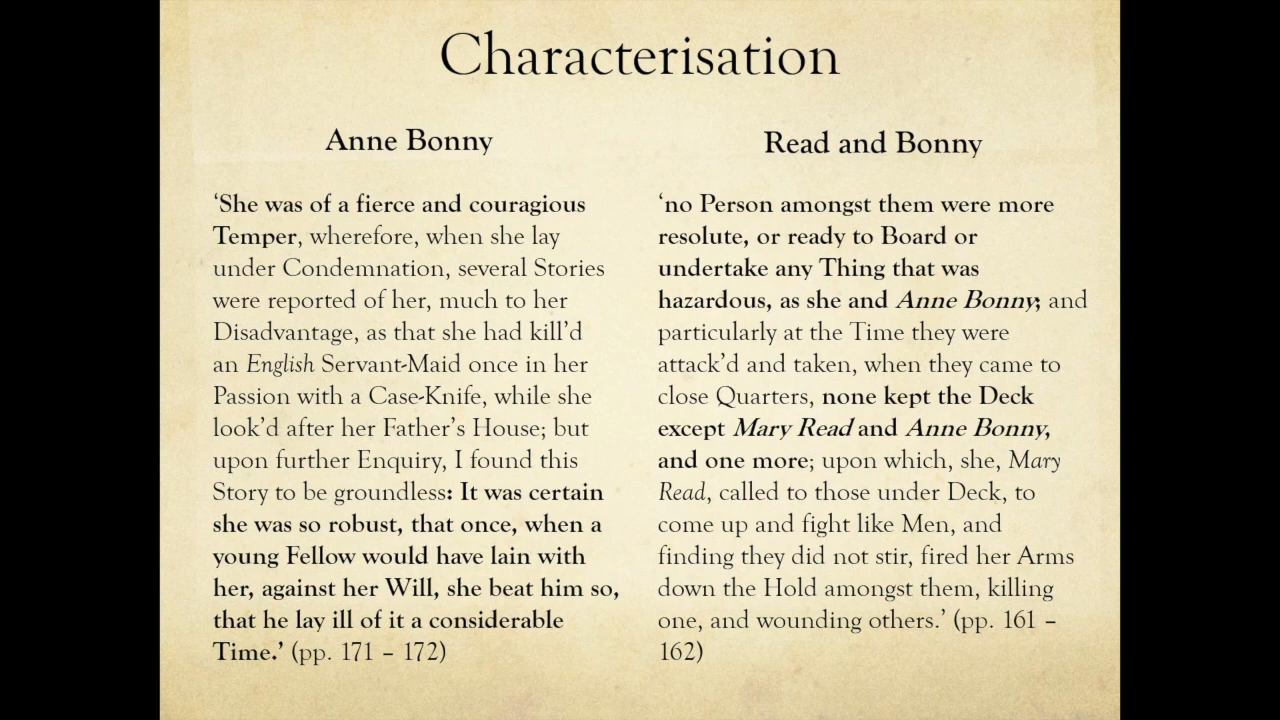 Characterisation
Anne Bonny
‘She was of a fierce and couragious
Temper, wherefore, when she lay
under Condemnation, several Stories
were reported of her, much to her
Disadvantage, as that she had kill’d
an English Servant-Maid once in her
Passion with a Case-Knife, while she
look’d after her Father’s House; but
upon further Enquiry, I found this
Story to be groundless: It was certain
she was so robust, that once, when a
young Fellow would have lain with
her, against her Will, she beat him so,
that he lay ill of it a considerable
Time.’ (pp. 171 – 172)
Read and Bonny
‘no Person amongst them were more
resolute, or ready to Board or
undertake any Thing that was
hazardous, as she and Anne Bonny; and
particularly at the Time they were
attack’d and taken, when they came to
close Quarters, none kept the Deck
except Mary Read and Anne Bonny,
and one more; upon which, she, Mary
Read, called to those under Deck, to
come up and fight like Men, and
finding they did not stir, fired her Arms
down the Hold amongst them, killing
one, and wounding others.’ (pp. 161 –
162)